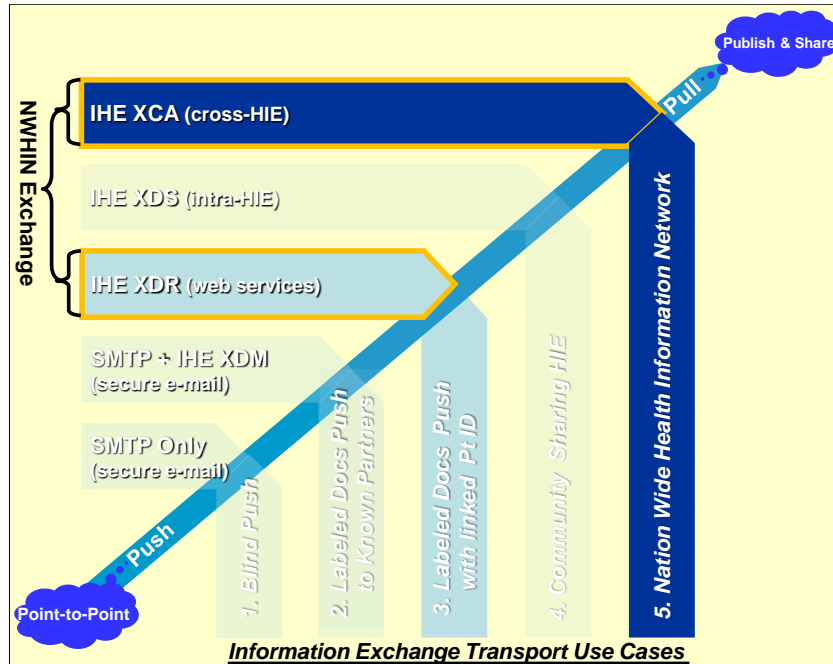 Publish & Share
Pull
NWHIN Exchange
IHE XCA (cross-HIE)
IHE XDS (intra-HIE)
IHE XDR (web services)
SMTP + IHE XDM
(secure e-mail)
SMTP Only
(secure e-mail)
Push
Point-to-Point
1. Blind Push
2. Labeled Docs Push
to Known Partners
3. Labeled Docs Push
with linked Pt ID
4. Community Sharing HIE
5. Nation Wide Health Information Network
Information Exchange Transport Use Cases